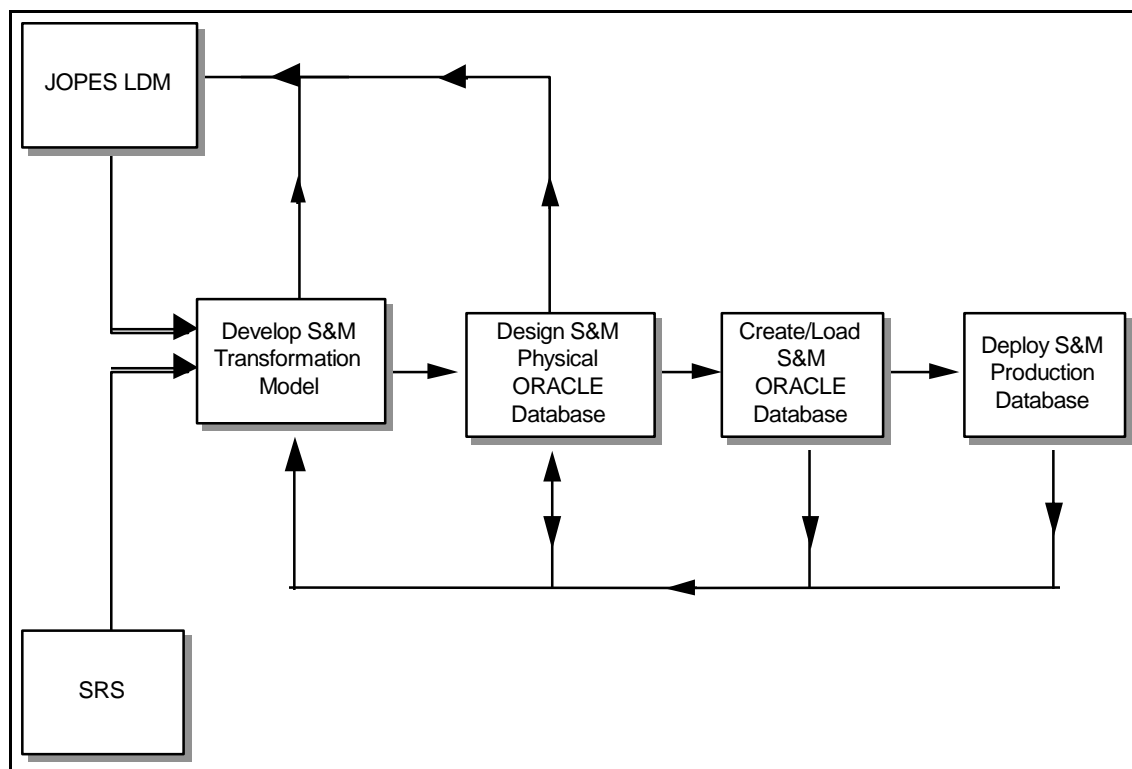 JOPES LDM
Develop S&M
Transformation
Model
Design S&M
Physical
ORACLE
Database
Create/Load
S&M
ORACLE
Database
Deploy S&M
Production
Database
SRS